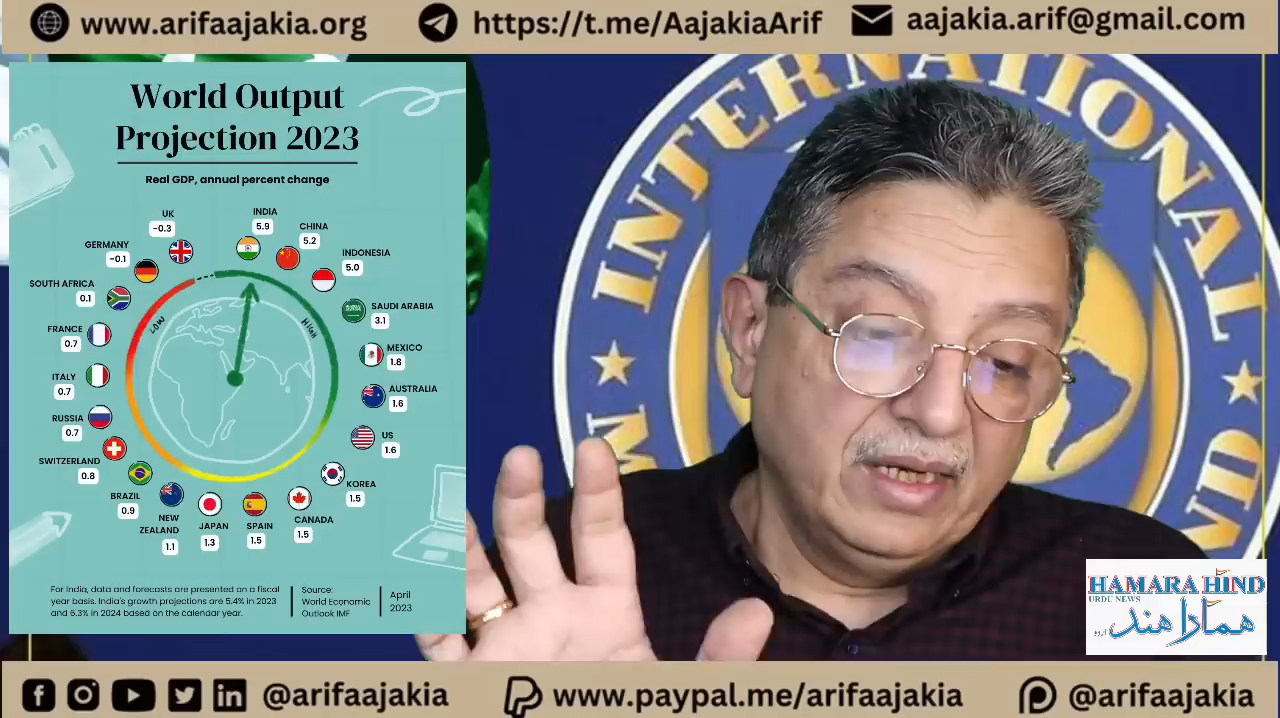 www.arifaajakia.org
https://t.me/AajakiaArif
aajakia.arif@gmail.com
World Output
Projection 2023
Real GDP, annual percent change
UK
-0.3
INDIA
5.9
CHINA
5.2
GERMANY
-0.1
INDONESIA
5.0
SOUTH AFRICA
0.1
SAUDI ARABIA
3.1
LOW
HIGH
FRANCE
0.7
MEXICO
1.8
ITALY
0.7
AUSTRALIA
1.6
RUSSIA
0.7
US
1.6
SWITZERLAND
0.8
KOREA
1.5
BRAZIL
0.9
NEW
ZEALAND
1.1
JAPAN
1.3
SPAIN
1.5
CANADA
1.5
For India, data and forecasts are presented on a fiscal
year basis. India's growth projections are 5.4% in 2023
and 6.3% in 2024 based on the calendar year.
Source:
World Economic
Outlook IMF
April
2023
INTERNATIONAL
HAMARA HIND
URDU NEWS
ہمارا ہند
اردو
@arifaajakia
www.paypal.me/arifaajakia
@arifaajakia